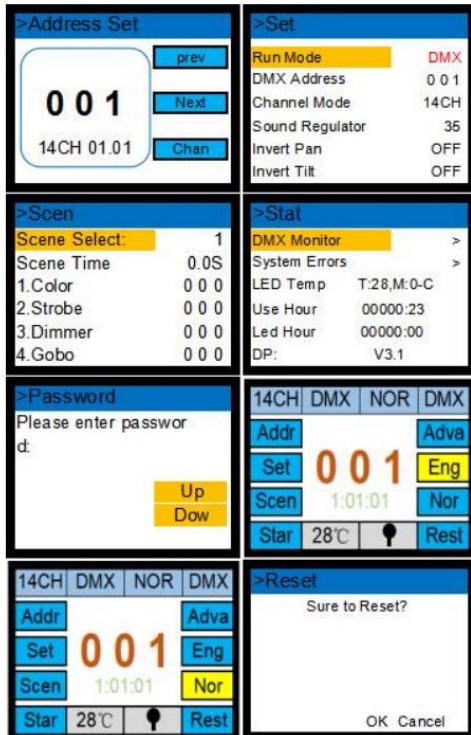 >Address Set
prev
0 0 1
Next
14CH 01.01
Chan
>Set
Run Mode DMX
DMX Address 0 0 1
Channel Mode 14CH
Sound Regulator 35
Invert Pan OFF
Invert Tilt OFF
>Scen
Scene Select: 1
Scene Time 0.0S
1.Color 0 0 0
2.Strobe 0 0 0
3.Dimmer 0 0 0
4.Gobo 0 0 0
>Stat
DMX Monitor >
System Errors >
LED Temp T:28,M:0-C
Use Hour 00000:23
Led Hour 00000:00
DP: V3.1
>Password
Please enter passwor
d:
Up
Dow
14CH DMX NOR DMX
Addr Adva
Set 0 0 1 Eng
Scen 1:01:01 Nor
Star 28℃ Rest
14CH DMX NOR DMX
Addr Adva
Set 0 0 1 Eng
Scen 1:01:01 Nor
Star 28℃ Rest
>Reset
Sure to Reset?
OK Cancel